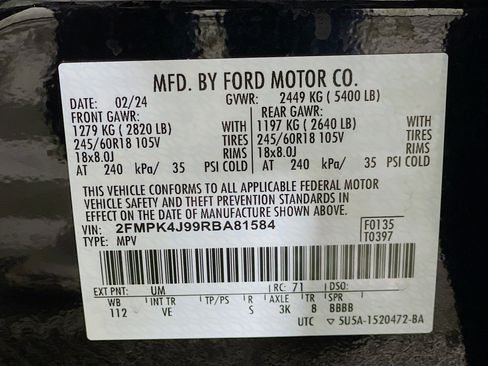 MFD. BY FORD MOTOR CO.
02/24 GVWR: 2449 KG ( 5400 LB)
FRONT GAWR: REAR GAWR:
1279 KG ( 2820 LB) WITH 1197 KG ( 2640 LB) WITH
245/60R18 105V TIRES 245/60R18 105V TIRES
18x8.0J RIMS 18x8.0J RIMS
AT 240 kPa/ 35 PSI COLD AT 240 kPa/ 35 PSI COLD
THIS VEHICLE CONFORMS TO ALL APPLICABLE FEDERAL MOTOR
VEHICLE SAFETY AND THEFT PREVENTION STANDARDS IN
EFFECT ON THE DATE OF MANUFACTURE SHOWN ABOVE.
VIN: 2FMPK4J99RBA81584 F0135
TYPE: MPV T0397
EXT PNT: UM RC: 71 DSO:
WB INT TR TP/PS R AXLE TR SPR
112 VE S 3K 8 BBBB
UTC 5U5A-1520472-BA